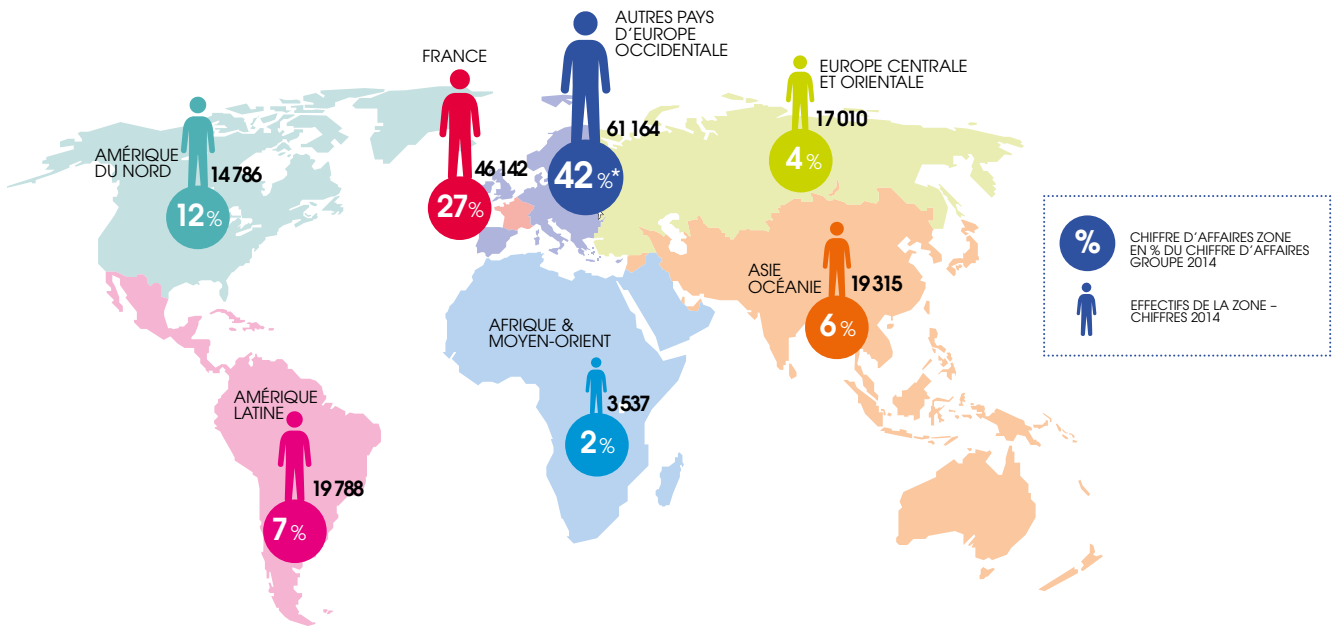 AUTRES PAYS
D’EUROPE
OCCIDENTALE
61 164
42 %*
FRANCE
46 142
27 %
EUROPE CENTRALE
ET ORIENTALE
17 010
4 %
AMÉRIQUE
DU NORD
14 786
12 %
ASIE
OCÉANIE
19 315
6 %
AFRIQUE &
MOYEN-ORIENT
3 537
2 %
AMÉRIQUE
LATINE
19 788
7 %
%
CHIFFRE D’AFFAIRES ZONE
EN % DU CHIFFRE D’AFFAIRES
GROUPE 2014
EFFECTIFS DE LA ZONE –
CHIFFRES 2014